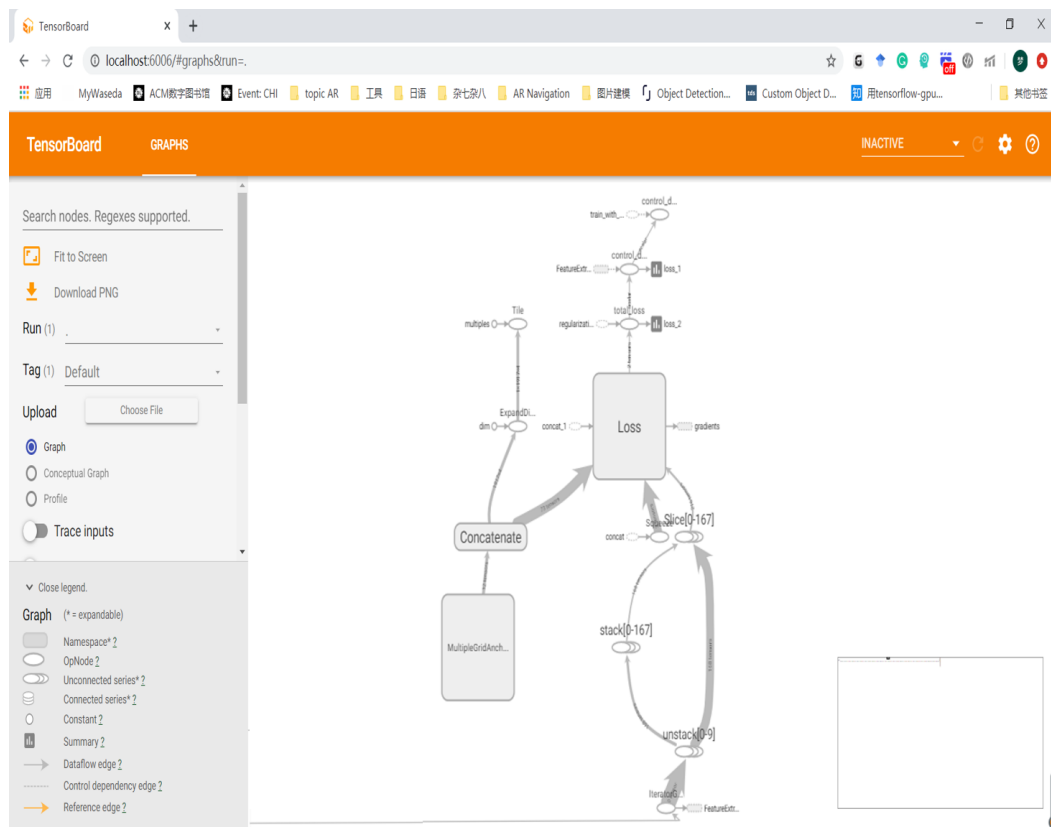 TensorBoard
localhost:6006/#graphs&run=.
off
应用
MyWaseda
ACM数字图书馆
Event: CHI
topic AR
工具
日语
杂七杂八
AR Navigation
图片建模
Object Detection...
Custom Object D...
知 用tensorflow-gpu...
其他书签
TensorBoard
GRAPHS
INACTIVE
Search nodes. Regexes supported.
Fit to Screen
Download PNG
Run (1) .
Tag (1) Default
Upload
Choose File
Graph
Conceptual Graph
Profile
Trace inputs
Close legend.
Graph (* = expandable)
Namespace* ?
OpNode ?
Unconnected series* ?
Connected series* ?
Constant ?
Summary ?
Dataflow edge ?
Control dependency edge ?
Reference edge ?
control_d...
train_with_...
control_d...
FeatureExtr...
loss_1
Tile
multiples
total_loss
regularizati...
loss_2
ExpandDi...
dim
concat_1
Loss
gradients
Concatenate
Squeeze
Slice[0-167]
concat
stack[0-167]
MultipleGridAnch...
unstack[0-9]
IteratorG...
FeatureExtr...